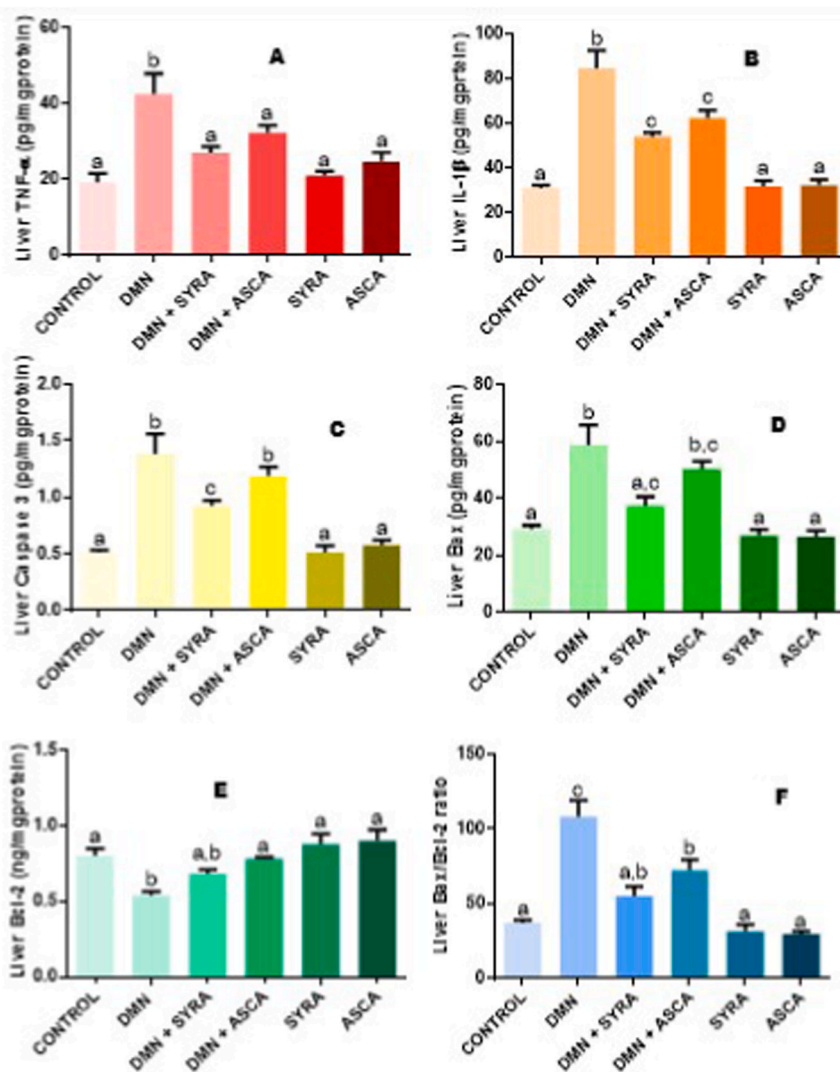 Liver TNF-α (pg/mgprotein)
60
40
20
0
A
a
b
a
a
a
a
CONTROL
DMN
DMN + SYRA
DMN + ASCA
SYRA
ASCA
Liver IL-1β (pg/mgprtein)
100
80
60
40
20
0
B
a
b
c
c
a
a
CONTROL
DMN
DMN + SYRA
DMN + ASCA
SYRA
ASCA
Liver Caspase 3 (pg/mgprotein)
2.0
1.5
1.0
0.5
0.0
C
a
b
c
b
a
a
CONTROL
DMN
DMN + SYRA
DMN + ASCA
SYRA
ASCA
Liver Bax (pg/mgprotein)
80
60
40
20
0
D
a
b
a,c
b,c
a
a
CONTROL
DMN
DMN + SYRA
DMN + ASCA
SYRA
ASCA
Liver Bcl-2 (ng/mgprotein)
1.5
1.0
0.5
0.0
E
a
b
a,b
a
a
a
CONTROL
DMN
DMN + SYRA
DMN + ASCA
SYRA
ASCA
Liver Bax/Bcl-2 ratio
150
100
50
0
F
a
c
a,b
b
a
a
CONTROL
DMN
DMN + SYRA
DMN + ASCA
SYRA
ASCA